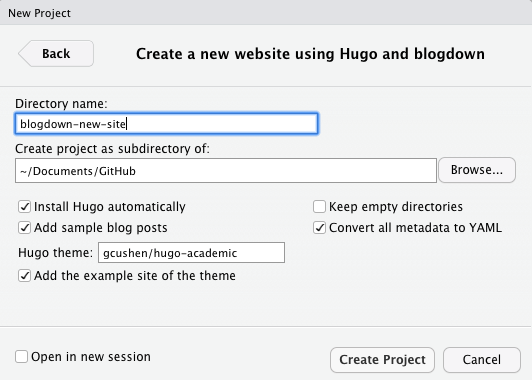 New Project
Back
Create a new website using Hugo and blogdown
Directory name:
blogdown-new-site
Create project as subdirectory of:
~/Documents/GitHub
Browse...
Install Hugo automatically
Keep empty directories
Add sample blog posts
Convert all metadata to YAML
Hugo theme:
gcushen/hugo-academic
Add the example site of the theme
Open in new session
Create Project
Cancel